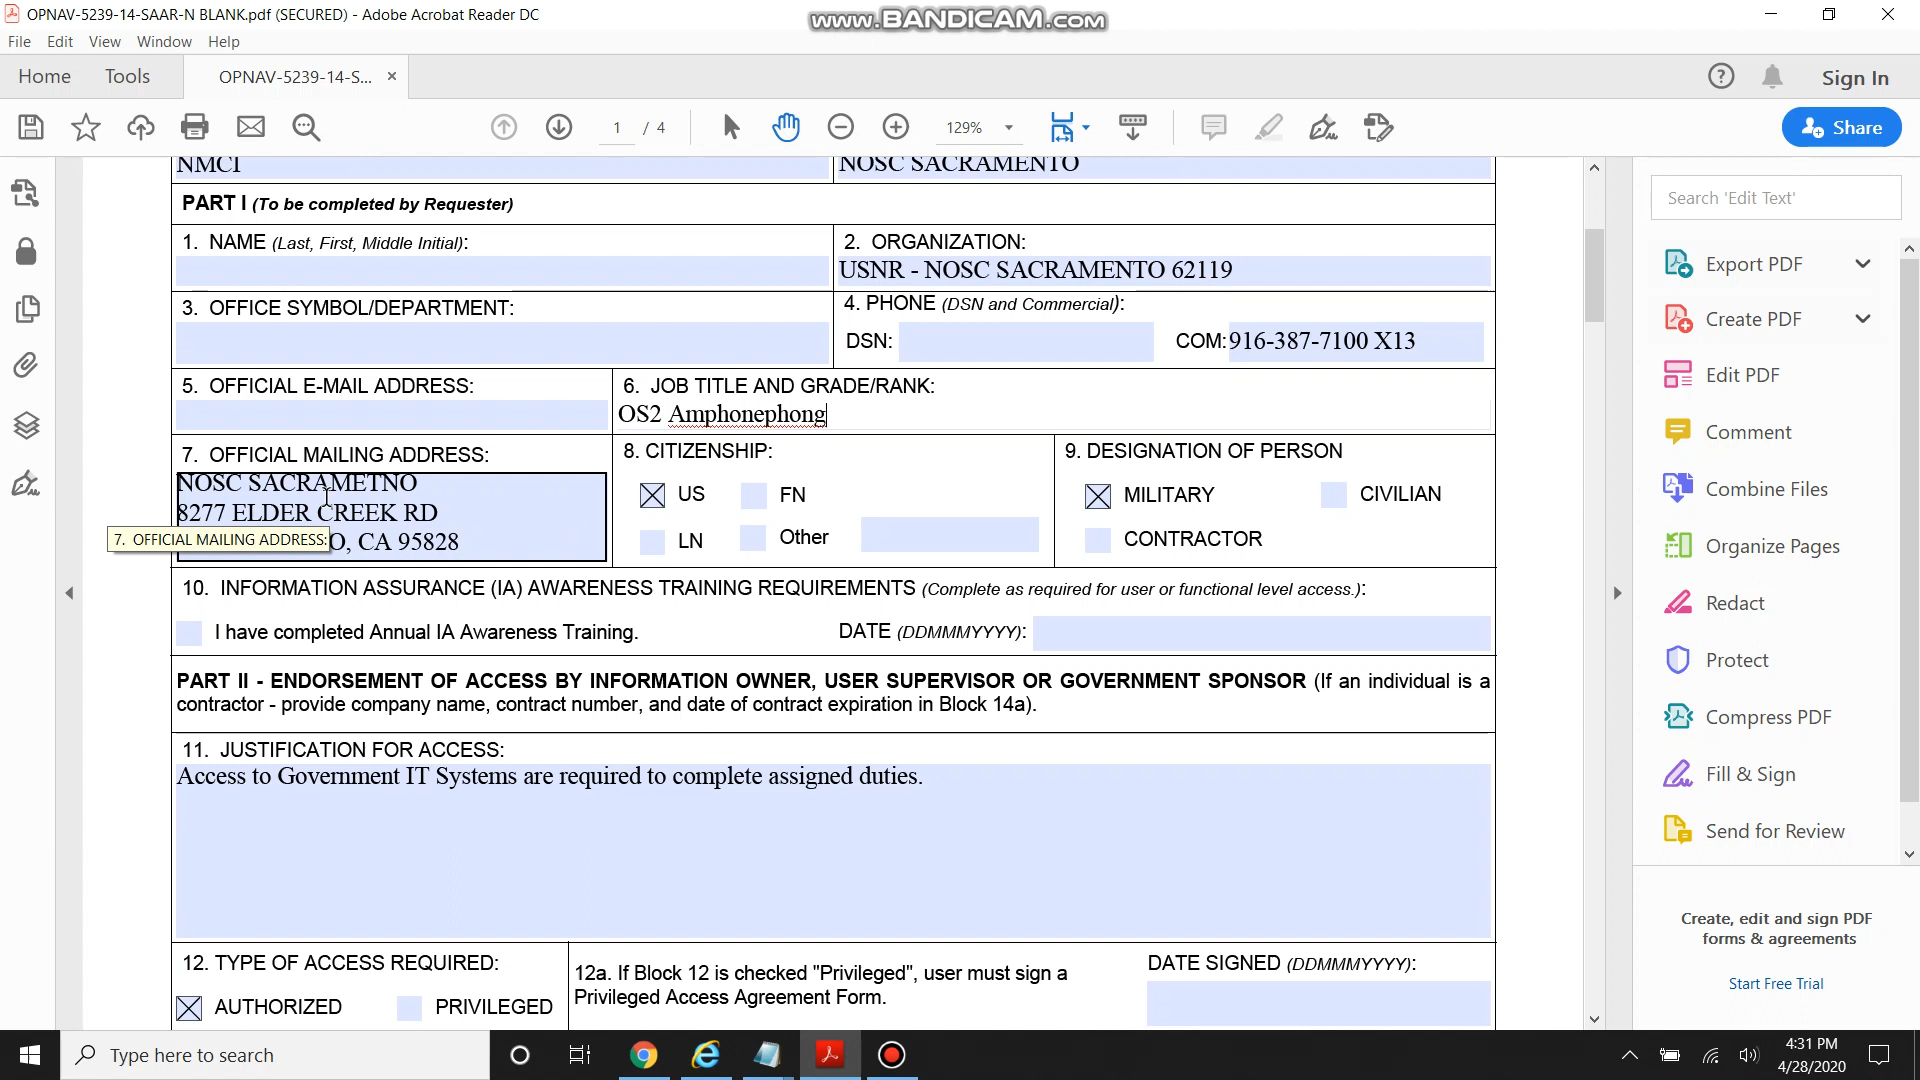 OPNAV-5239-14-SAAR-N BLANK.pdf (SECURED) - Adobe Acrobat Reader DC
www.BANDICAM.com
File Edit View Window Help
Home Tools OPNAV-5239-14-S... × Sign In
1 / 4 129% Share
NMCI NOSC SACRAMENTO
PART I (To be completed by Requester)
1. NAME (Last, First, Middle Initial): 2. ORGANIZATION:
USNR - NOSC SACRAMENTO 62119
3. OFFICE SYMBOL/DEPARTMENT: 4. PHONE (DSN and Commercial):
DSN: COM: 916-387-7100 X13
5. OFFICIAL E-MAIL ADDRESS: 6. JOB TITLE AND GRADE/RANK:
OS2 Amphonephong
7. OFFICIAL MAILING ADDRESS: 8. CITIZENSHIP: 9. DESIGNATION OF PERSON
NOSC SACRAMETNO US FN MILITARY CIVILIAN
8277 ELDER CREEK RD
7. OFFICIAL MAILING ADDRESS: O, CA 95828 LN Other CONTRACTOR
10. INFORMATION ASSURANCE (IA) AWARENESS TRAINING REQUIREMENTS (Complete as required for user or functional level access.):
I have completed Annual IA Awareness Training. DATE (DDMMMYYYY):
PART II - ENDORSEMENT OF ACCESS BY INFORMATION OWNER, USER SUPERVISOR OR GOVERNMENT SPONSOR (If an individual is a
contractor - provide company name, contract number, and date of contract expiration in Block 14a).
11. JUSTIFICATION FOR ACCESS:
Access to Government IT Systems are required to complete assigned duties.
12. TYPE OF ACCESS REQUIRED: 12a. If Block 12 is checked "Privileged", user must sign a DATE SIGNED (DDMMMYYYY):
AUTHORIZED PRIVILEGED Privileged Access Agreement Form.
Search 'Edit Text'
Export PDF
Create PDF
Edit PDF
Comment
Combine Files
Organize Pages
Redact
Protect
Compress PDF
Fill & Sign
Send for Review
Create, edit and sign PDF
forms & agreements
Start Free Trial
Type here to search
4:31 PM
4/28/2020